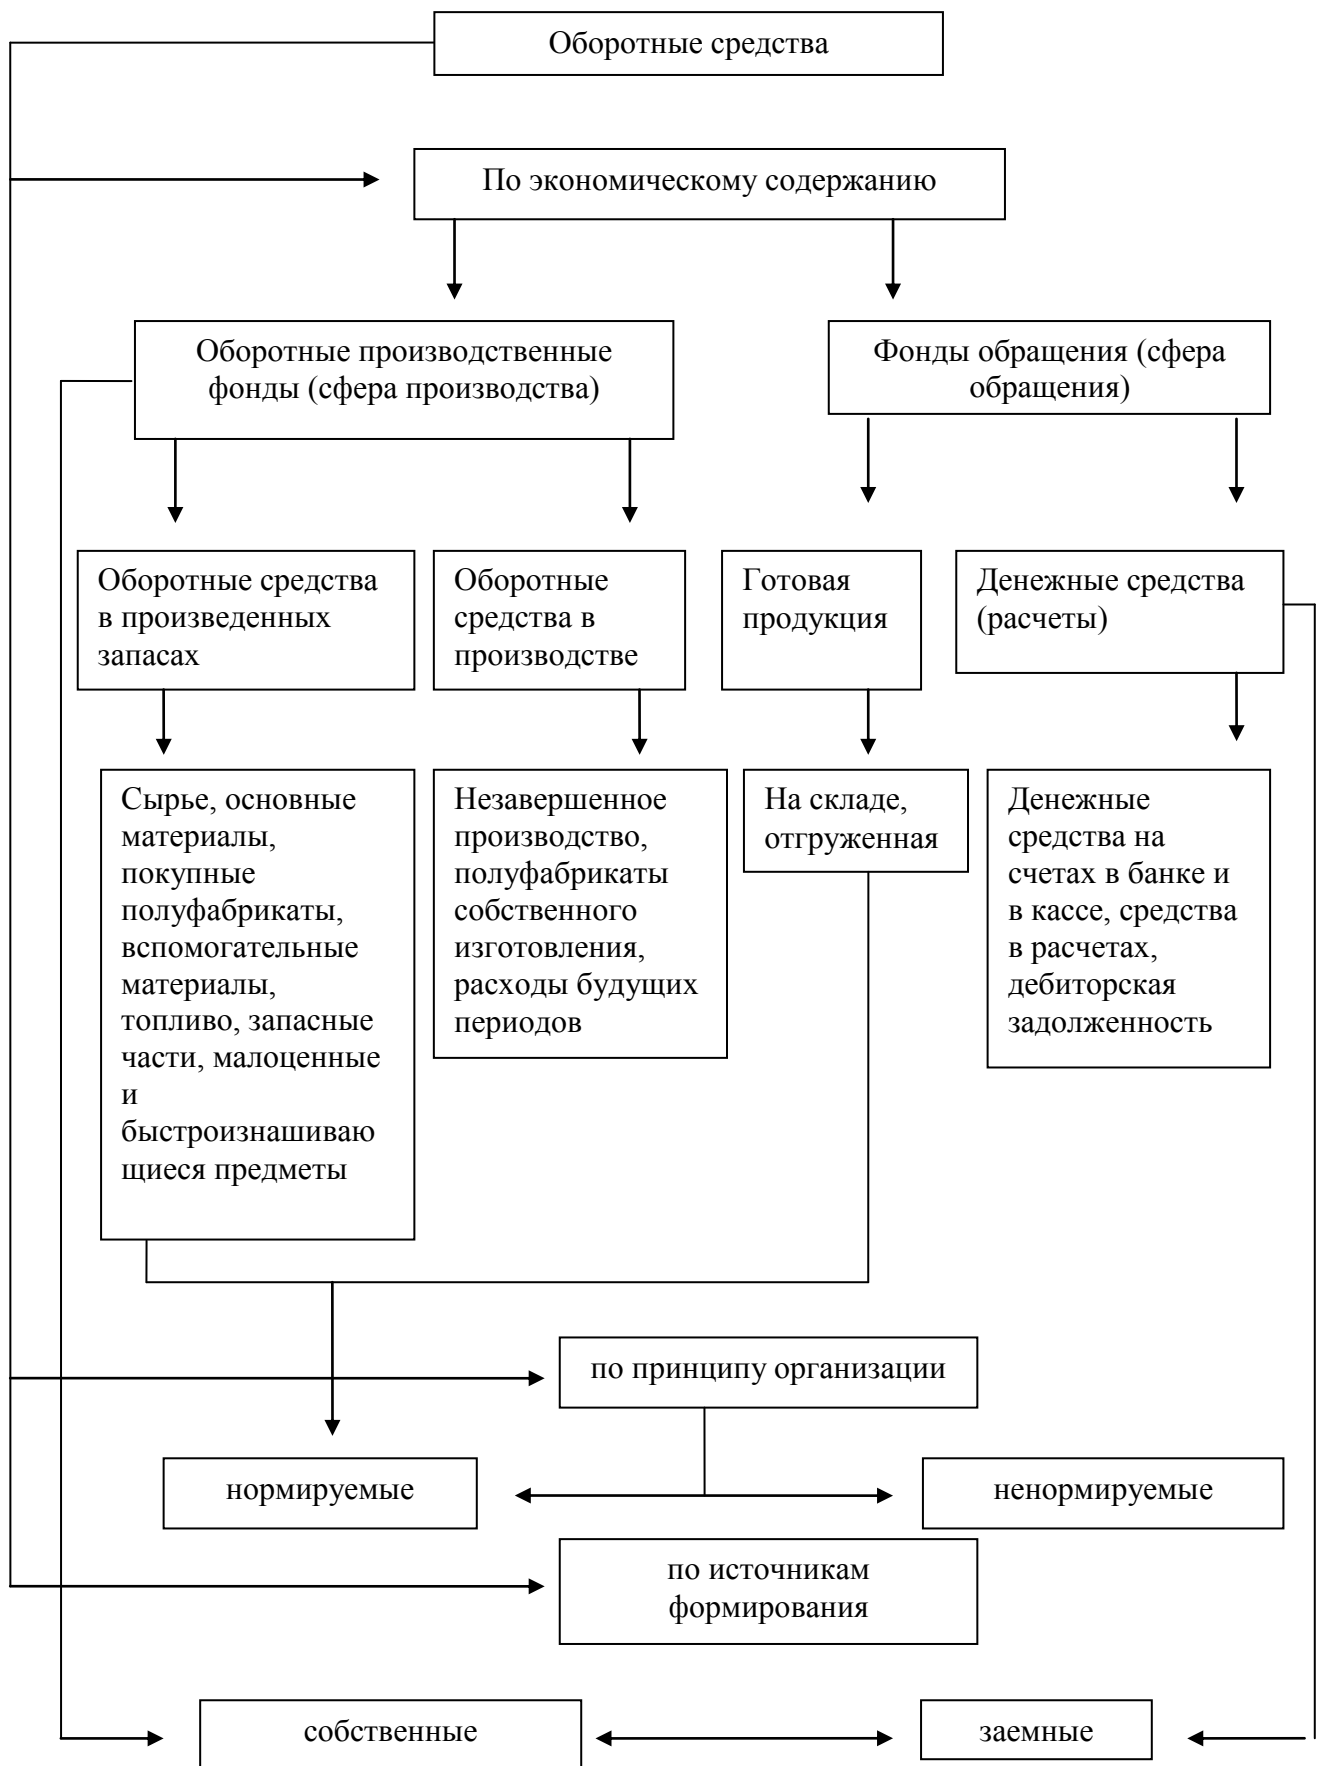 Оборотные средства
По экономическому содержанию
Оборотные производственные
фонды (сфера производства)
Фонды обращения (сфера
обращения)
Оборотные средства
в произведенных
запасах
Оборотные
средства в
производстве
Готовая
продукция
Денежные средства
(расчеты)
Сырье, основные
материалы,
покупные
полуфабрикаты,
вспомогательные
материалы,
топливо, запасные
части, малоценные
и
быстроизнашиваю
щиеся предметы
Незавершенное
производство,
полуфабрикаты
собственного
изготовления,
расходы будущих
периодов
На складе,
отгруженная
Денежные
средства на
счетах в банке и
в кассе, средства
в расчетах,
дебиторская
задолженность
по принципу организации
нормируемые
ненормируемые
по источникам
формирования
собственные
заемные